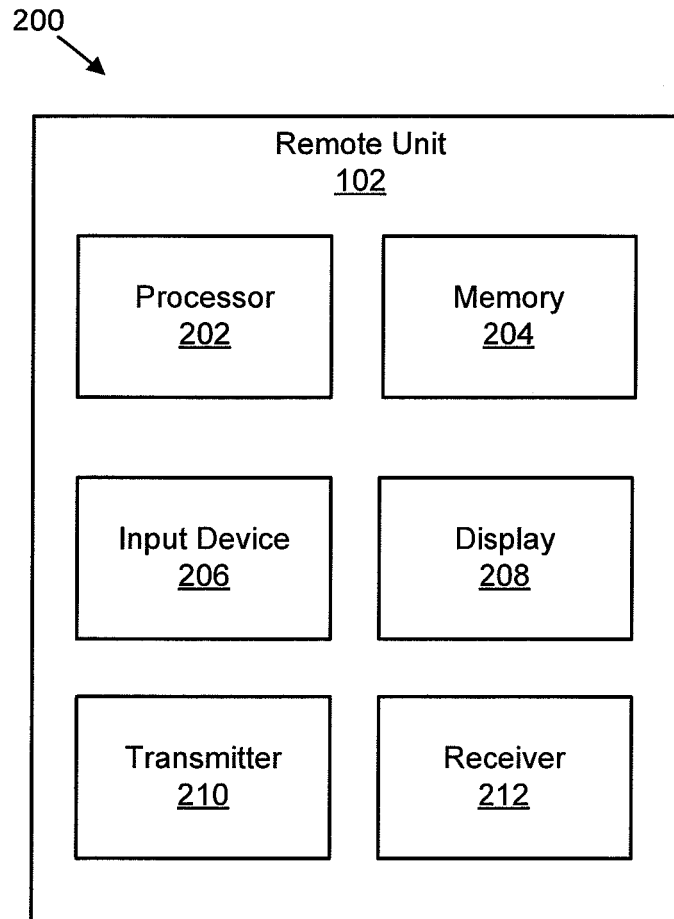 200
Remote Unit
102
Processor
202
Memory
204
Input Device
206
Display
208
Transmitter
210
Receiver
212